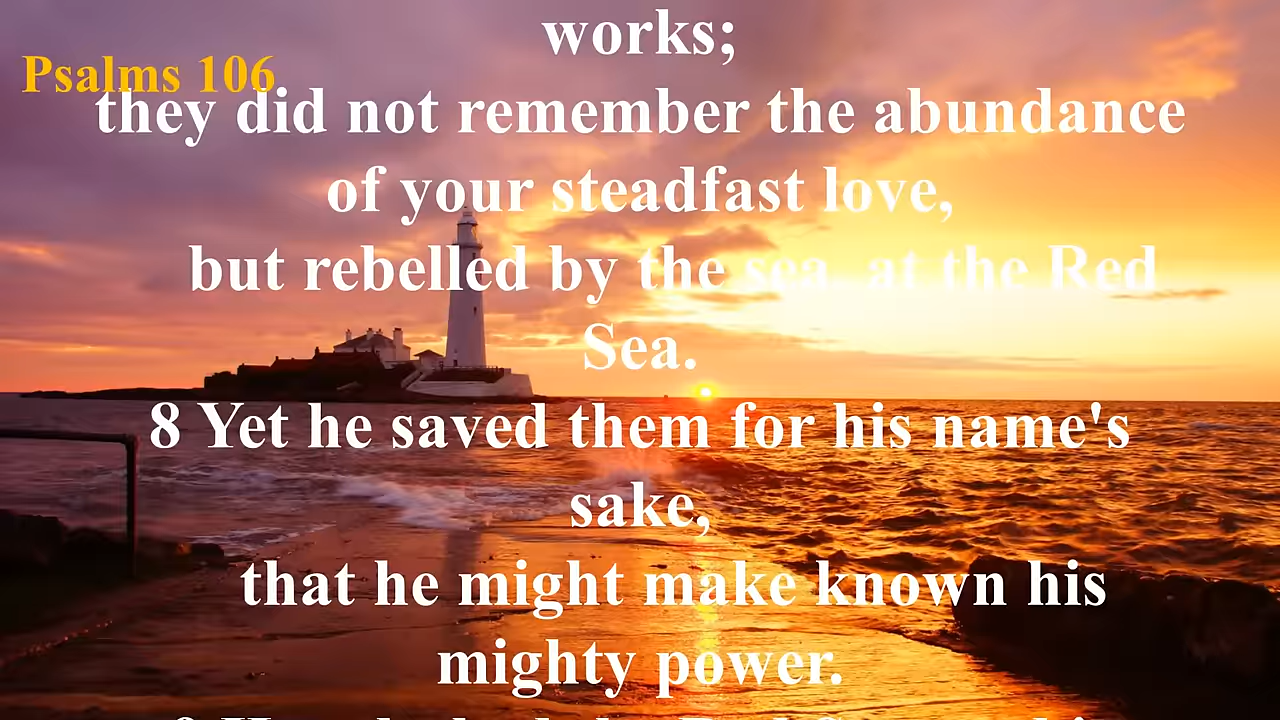 works;
Psalms 106
they did not remember the abundance
of your steadfast love,
but rebelled by the sea, at the Red
Sea.
8 Yet he saved them for his name's
sake,
that he might make known his
mighty power.